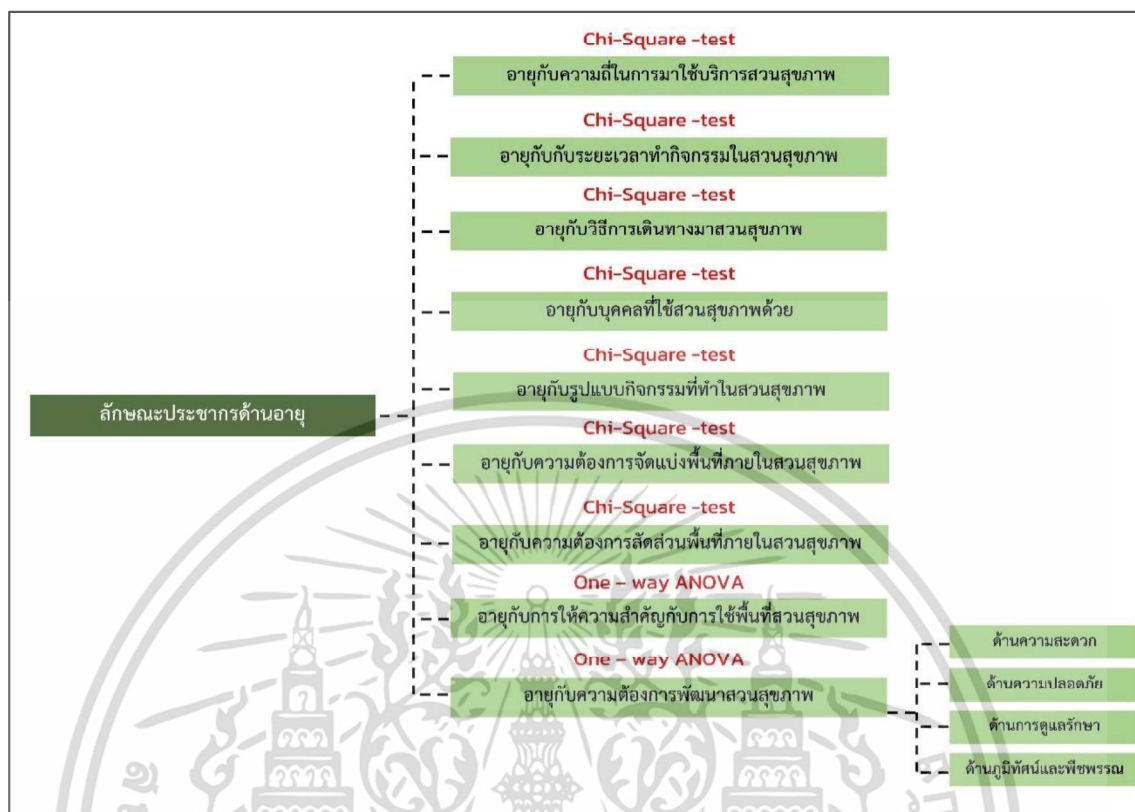 Chi-Square -test
อายุกับความถี่ในการมาใช้บริการสวนสุขภาพ
Chi-Square -test
อายุกับกับระยะเวลาทำกิจกรรมในสวนสุขภาพ
Chi-Square -test
อายุกับวิธีการเดินทางมาสวนสุขภาพ
Chi-Square -test
อายุกับบุคคลที่ใช้สวนสุขภาพด้วย
Chi-Square -test
อายุกับรูปแบบกิจกรรมที่ทำในสวนสุขภาพ
ลักษณะประชากรด้านอายุ
Chi-Square -test
อายุกับความต้องการจัดแบ่งพื้นที่ภายในสวนสุขภาพ
Chi-Square -test
อายุกับความต้องการสัดส่วนพื้นที่ภายในสวนสุขภาพ
One – way ANOVA
อายุกับการให้ความสำคัญกับการใช้พื้นที่สวนสุขภาพ
One – way ANOVA
อายุกับความต้องการพัฒนาสวนสุขภาพ
ด้านความสะดวก
ด้านความปลอดภัย
ด้านการดูแลรักษา
ด้านภูมิทัศน์และพืชพรรณ